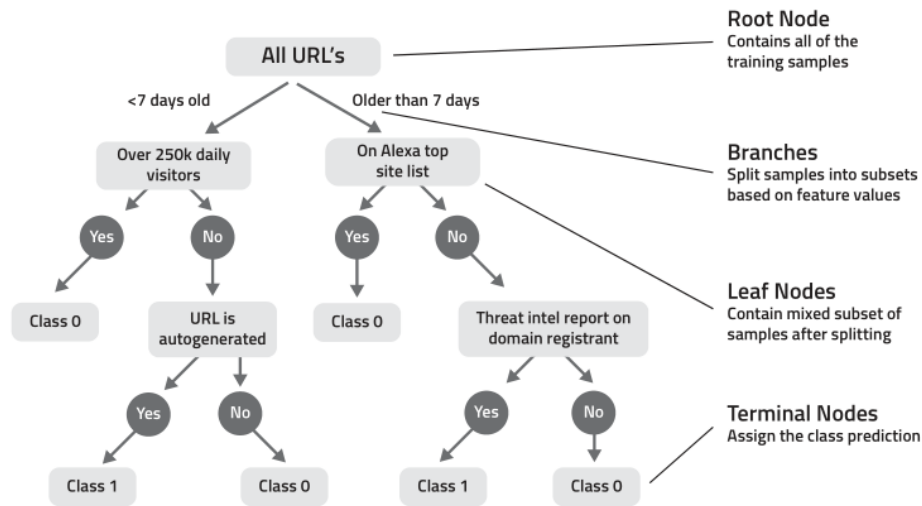 All URL's
<7 days old
Older than 7 days
Over 250k daily
visitors
On Alexa top
site list
Yes
No
Yes
No
Class 0
URL is
autogenerated
Class 0
Threat intel report on
domain registrant
Yes
No
Yes
No
Class 1
Class 0
Class 1
Class 0
Root Node
Contains all of the
training samples
Branches
Split samples into subsets
based on feature values
Leaf Nodes
Contain mixed subset of
samples after splitting
Terminal Nodes
Assign the class prediction